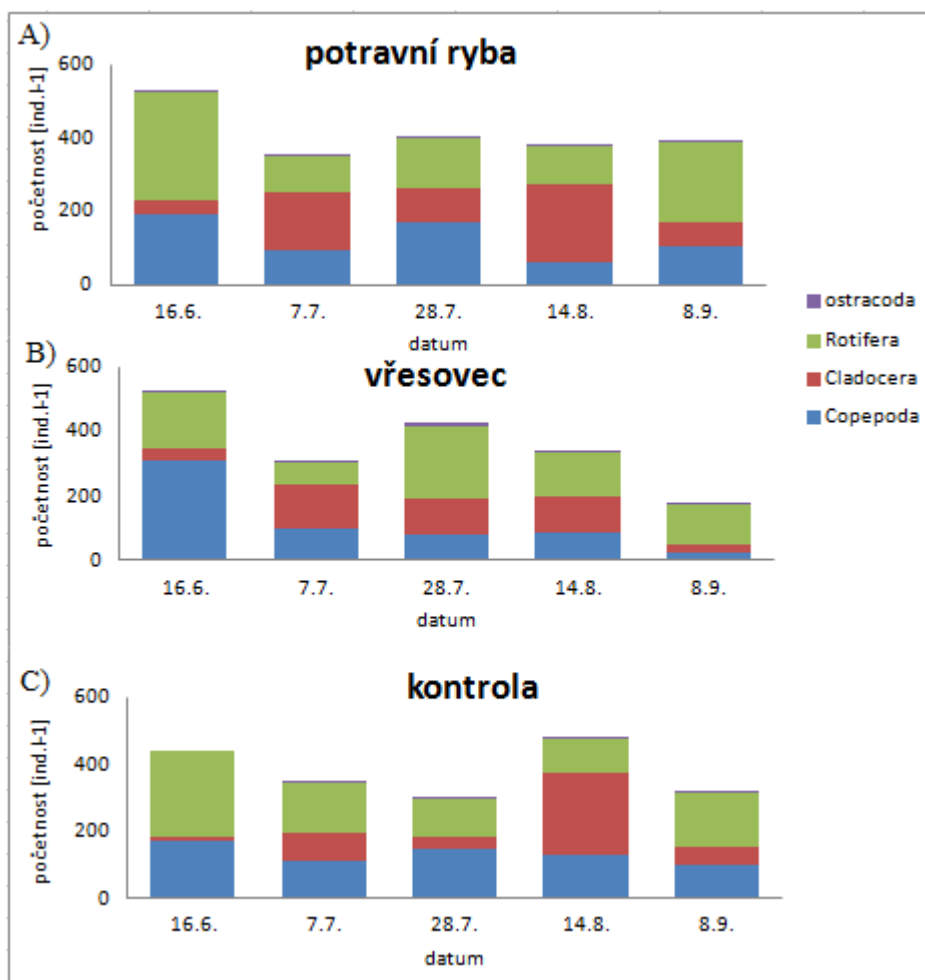 A)
potravní ryba
početnost [ind.l-1]
600
400
200
0
16.6. 7.7. 28.7. 14.8. 8.9.
datum
ostracoda
Rotifera
Cladocera
Copepoda
B)
vřesovec
početnost [ind.l-1]
600
400
200
0
16.6. 7.7. 28.7. 14.8. 8.9.
datum
C)
kontrola
početnost [ind.l-1]
600
400
200
0
16.6. 7.7. 28.7. 14.8. 8.9.
datum